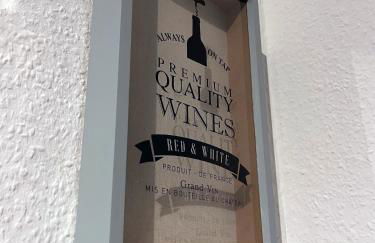 ALWAYS ON TAP
PREMIUM
QUALITY
WINES
RED & WHITE
PRODUIT - DE FRANCE
Grand Vin
MIS EN BOUTEILLE AU CHATEAU